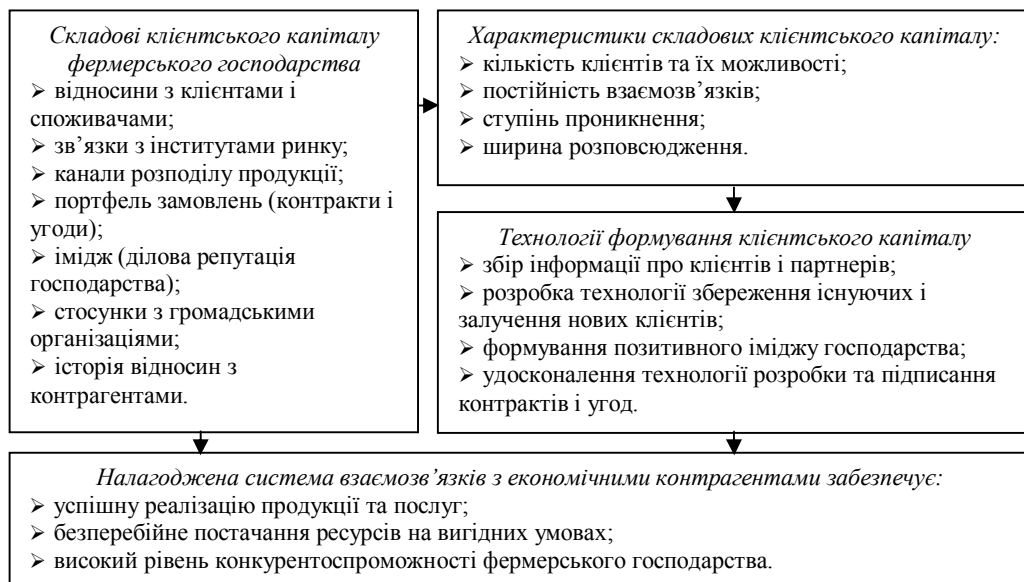 Складові клієнтського капіталу
фермерського господарства
➢ відносини з клієнтами і
споживачами;
➢ зв’язки з інститутами ринку;
➢ канали розподілу продукції;
➢ портфель замовлень (контракти і
угоди);
➢ імідж (ділова репутація
господарства);
➢ стосунки з громадськими
організаціями;
➢ історія відносин з
контрагентами.
Характеристики складових клієнтського капіталу:
➢ кількість клієнтів та їх можливості;
➢ постійність взаємозв’язків;
➢ ступінь проникнення;
➢ ширина розповсюдження.
Технології формування клієнтського капіталу
➢ збір інформації про клієнтів і партнерів;
➢ розробка технології збереження існуючих і
залучення нових клієнтів;
➢ формування позитивного іміджу господарства;
➢ удосконалення технології розробки та підписання
контрактів і угод.
Налагоджена система взаємозв’язків з економічними контрагентами забезпечує:
➢ успішну реалізацію продукції та послуг;
➢ безперебійне постачання ресурсів на вигідних умовах;
➢ високий рівень конкурентоспроможності фермерського господарства.